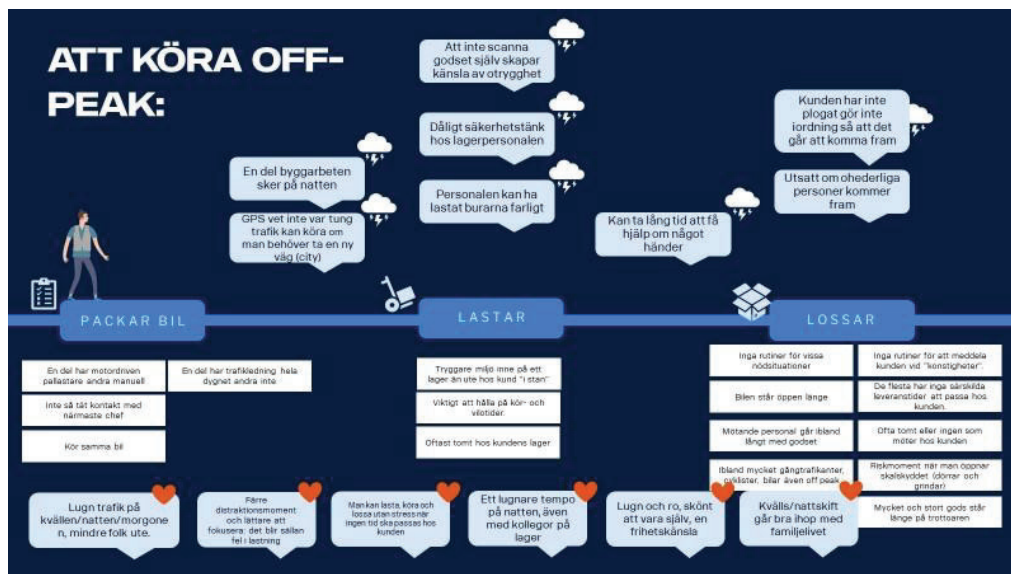 ATT KÖRA OFF-
PEAK:
Att inte scanna
godset själv skapar
känsla av otrygghet
Dåligt säkerhetstänk
hos lagerpersonalen
Personalen kan ha
lastat burarna farligt
En del byggarbeten
sker på natten
GPS vet inte var tung
trafik kan köra om
man behöver ta en ny
väg (city)
Kan ta lång tid att få
hjälp om något
händer
Kunden har inte
plogat gör inte
iordning så att det
går att komma fram
Utsatt om ohederliga
personer kommer
fram
PACKAR BIL
LASTAR
LOSSAR
En del har motordriven
pallastare andra manuell
En del har trafikledning hela
dygnet andra inte
Inte så tät kontakt med
närmaste chef
Kör samma bil
Tryggare miljö inne på ett
lager än ute hos kund "i stan"
Viktigt att hålla på kör- och
vilotider.
Oftast tomt hos kundens lager
Inga rutiner för vissa
nödsituationer
Inga rutiner för att meddela
kunden vid "konstigheter".
Bilen står öppen länge
De flesta har inga särskilda
leveranstider att passa hos
kunden.
Mötande personal går ibland
långt med godset
Ofta tomt eller ingen som
möter hos kunden
Ibland mycket gångtrafikanter,
cyklister, bilar även off peak
Riskmoment när man öppnar
skalskyddet (dörrar och
grindar)
Mycket och stort gods står
länge på trottoaren
Lugn trafik på
kvällen/natten/morgone
n, mindre folk ute.
Färre
distraktionsmoment
och lättare att
fokusera: det blir sällan
fel i lastning
Man kan lasta, köra och
lossa utan stress när
ingen tid ska passas hos
kunden
Ett lugnare tempo
på natten, även
med kollegor på
lager
Lugn och ro, skönt
att vara själv, en
frihetskänsla
Kvälls/nattskift
går bra ihop med
familjelivet